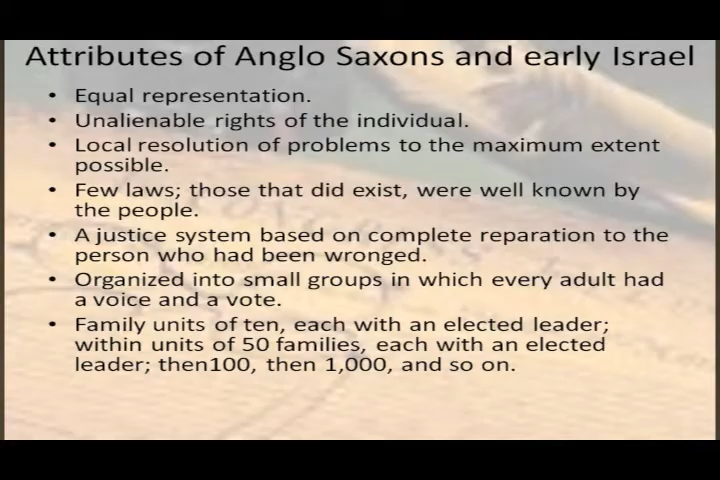 Attributes of Anglo Saxons and early Israel
• Equal representation.
• Unalienable rights of the individual.
• Local resolution of problems to the maximum extent
possible.
• Few laws; those that did exist, were well known by
the people.
• A justice system based on complete reparation to the
person who had been wronged.
• Organized into small groups in which every adult had
a voice and a vote.
• Family units of ten, each with an elected leader;
within units of 50 families, each with an elected
leader; then100, then 1,000, and so on.